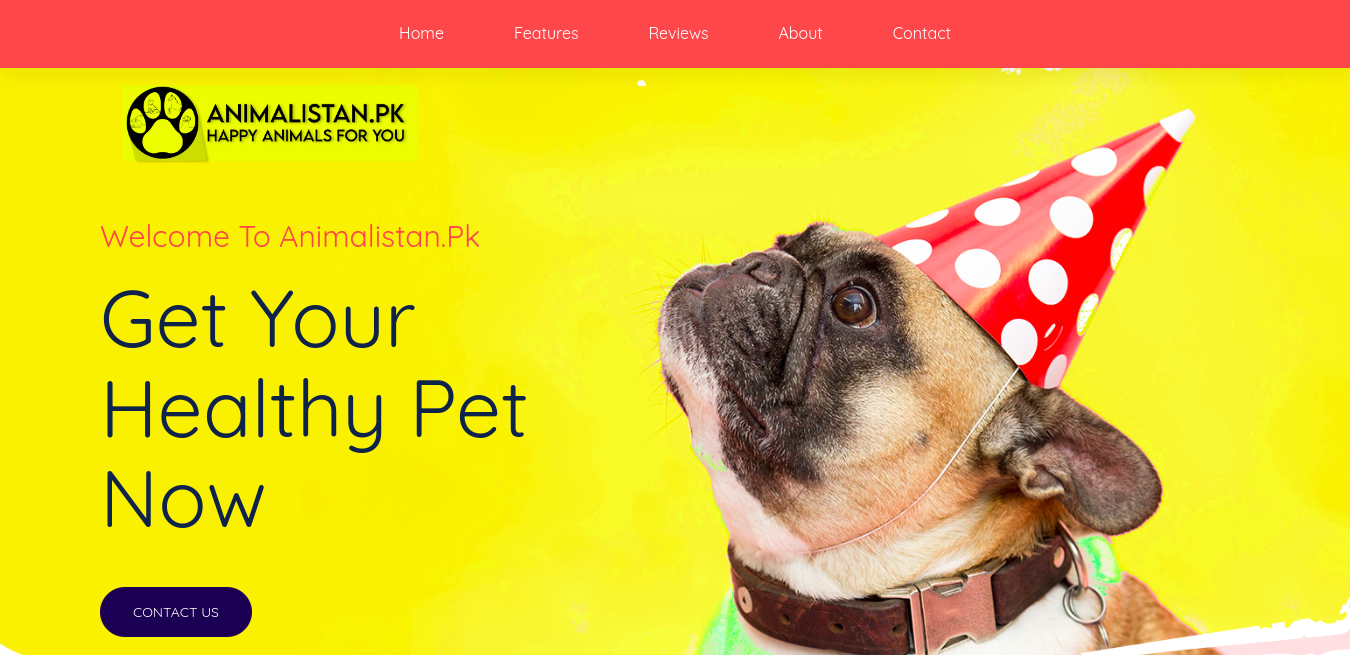 Home
Features
Reviews
About
Contact
ANIMALISTAN.PK
HAPPY ANIMALS FOR YOU
Welcome To Animalistan.Pk
Get Your
Healthy Pet
Now
CONTACT US